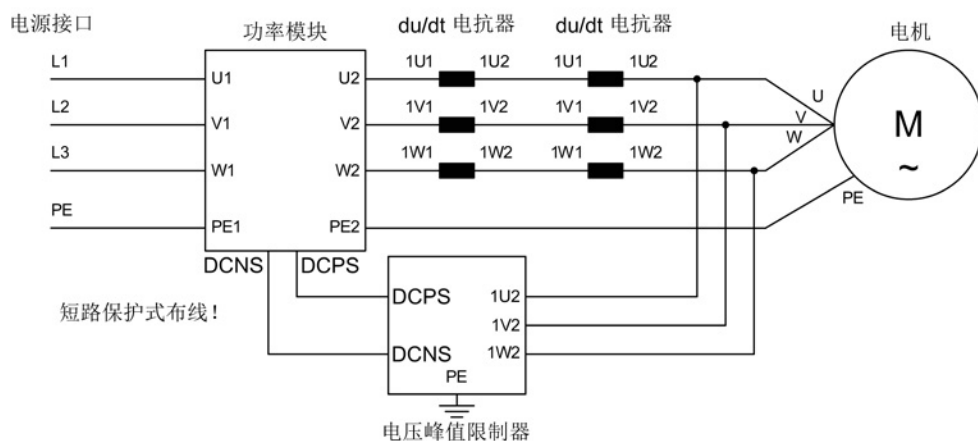 电源接口
功率模块
du/dt 电抗器
du/dt 电抗器
电机
L1
U1
U2
1U1
1U2
1U1
1U2
U
L2
V1
V2
1V1
1V2
1V1
1V2
V
M
~
L3
W1
W2
1W1
1W2
1W1
1W2
W
PE
PE1
PE2
PE
DCNS
DCPS
短路保护式布线！
DCPS
1U2
1V2
DCNS
1W2
PE
电压峰值限制器